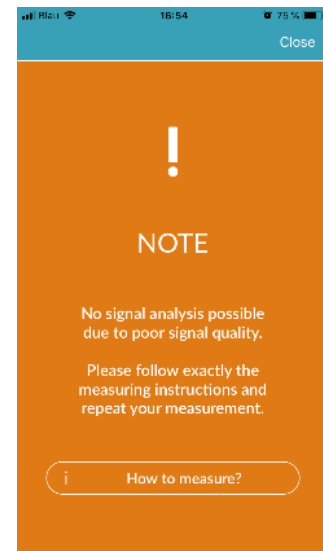 Blau 16:54 75 %
Close
!
NOTE
No signal analysis possible
due to poor signal quality.
Please follow exactly the
measuring instructions and
repeat your measurement.
i How to measure?